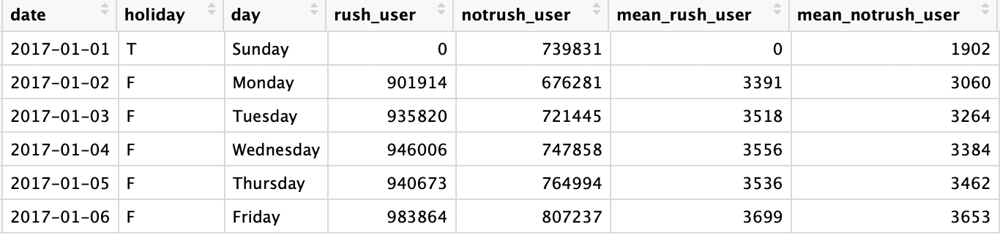 date holiday day rush_user notrush_user mean_rush_user mean_notrush_user
2017-01-01 T Sunday 0 739831 0 1902
2017-01-02 F Monday 901914 676281 3391 3060
2017-01-03 F Tuesday 935820 721445 3518 3264
2017-01-04 F Wednesday 946006 747858 3556 3384
2017-01-05 F Thursday 940673 764994 3536 3462
2017-01-06 F Friday 983864 807237 3699 3653